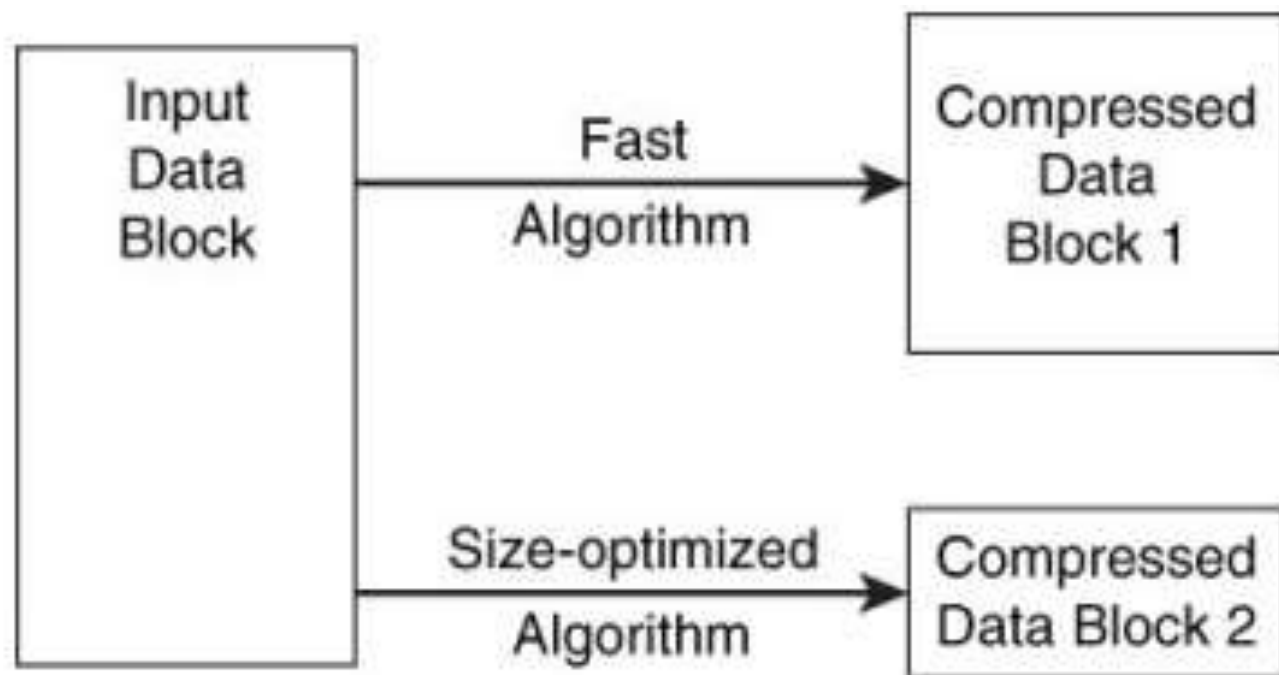 Input
Data
Block
Fast
Algorithm
Compressed
Data
Block 1
Size-optimized
Algorithm
Compressed
Data Block 2